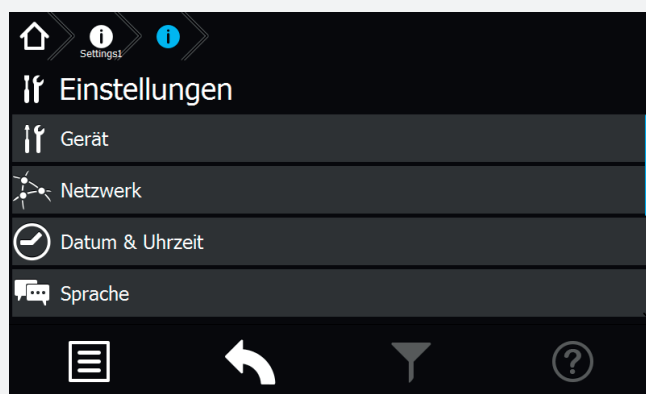 Settings1
Einstellungen
Gerät
Netzwerk
Datum & Uhrzeit
Sprache